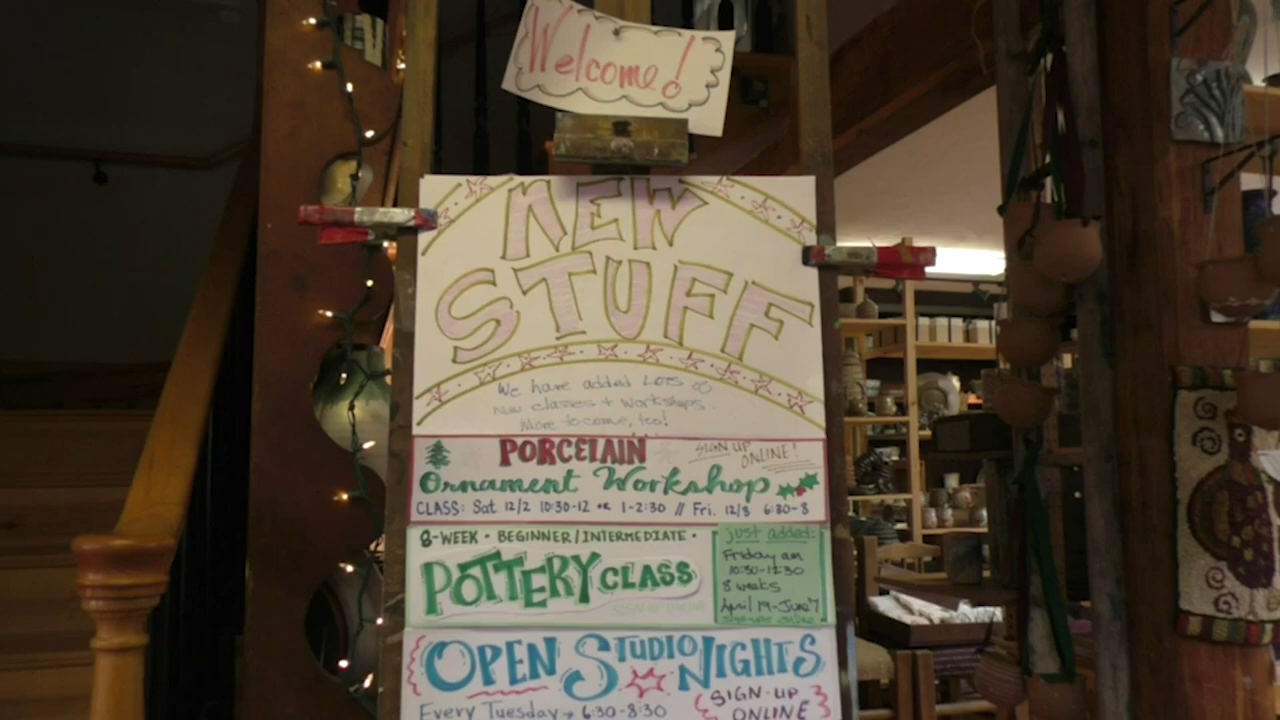 Welcome!
NEW
STUFF
We have added LOTS of
new classes + workshops.
More to come, too!
PORCELAIN
SIGN UP
ONLINE!
Ornament Workshop
CLASS: Sat 12/2 10:30-12 or 1-2:30 // Fri. 12/8 6:30-8
8-WEEK • BEGINNER/INTERMEDIATE •
POTTERY CLASS
just added:
Friday am
10:30-12:30
8 weeks
April 19-June 7
OPEN STUDIO NIGHTS
Every Tuesday → 6:30-8:30
SIGN-UP
ONLINE